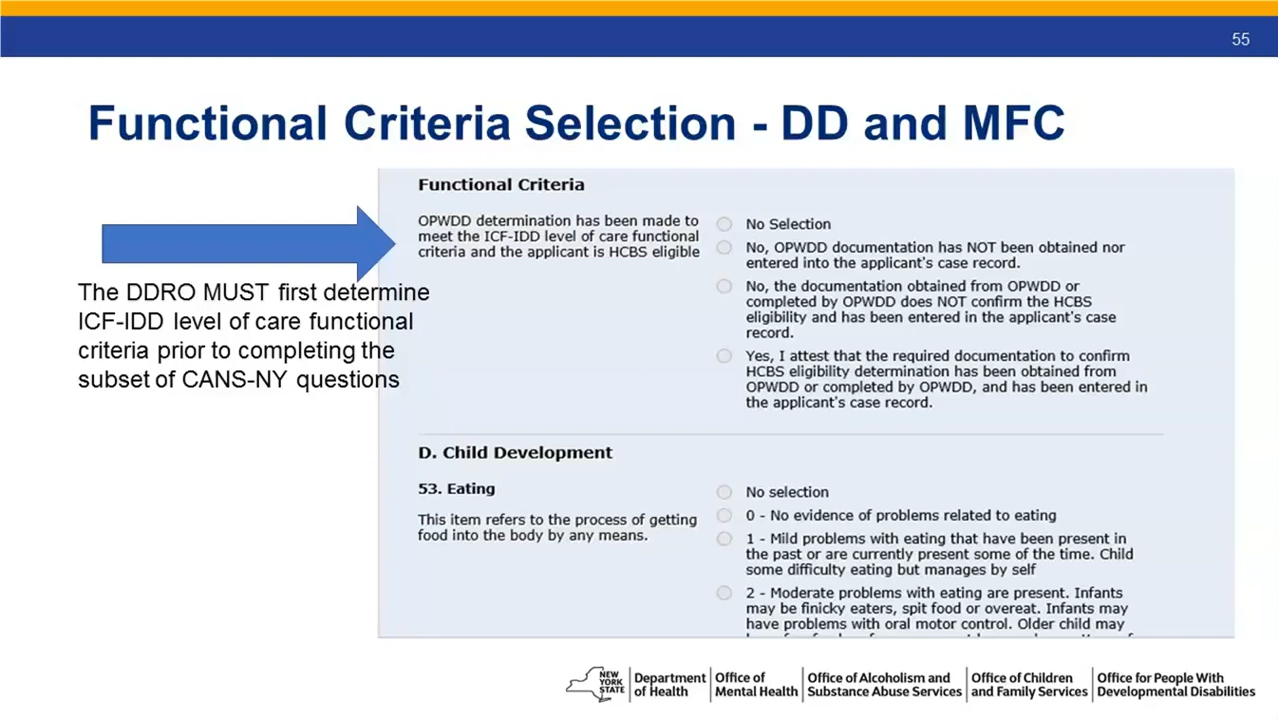 55
Functional Criteria Selection - DD and MFC
The DDRO MUST first determine
ICF-IDD level of care functional
criteria prior to completing the
subset of CANS-NY questions
Functional Criteria
OPWDD determination has been made to
meet the ICF-IDD level of care functional
criteria and the applicant is HCBS eligible
No Selection
No, OPWDD documentation has NOT been obtained nor
entered into the applicant's case record.
No, the documentation obtained from OPWDD or
completed by OPWDD does NOT confirm the HCBS
eligibility and has been entered in the applicant's case
record.
Yes, I attest that the required documentation to confirm
HCBS eligibility determination has been obtained from
OPWDD or completed by OPWDD, and has been entered in
the applicant's case record.
D. Child Development
53. Eating
This item refers to the process of getting
food into the body by any means.
No selection
0 - No evidence of problems related to eating
1 - Mild problems with eating that have been present in
the past or are currently present some of the time. Child
some difficulty eating but manages by self
2 - Moderate problems with eating are present. Infants
may be finicky eaters, spit food or overeat. Infants may
have problems with oral motor control. Older child may
NEW
YORK
STATE
Department
of Health
Office of
Mental Health
Office of Alcoholism and
Substance Abuse Services
Office of Children
and Family Services
Office for People With
Developmental Disabilities